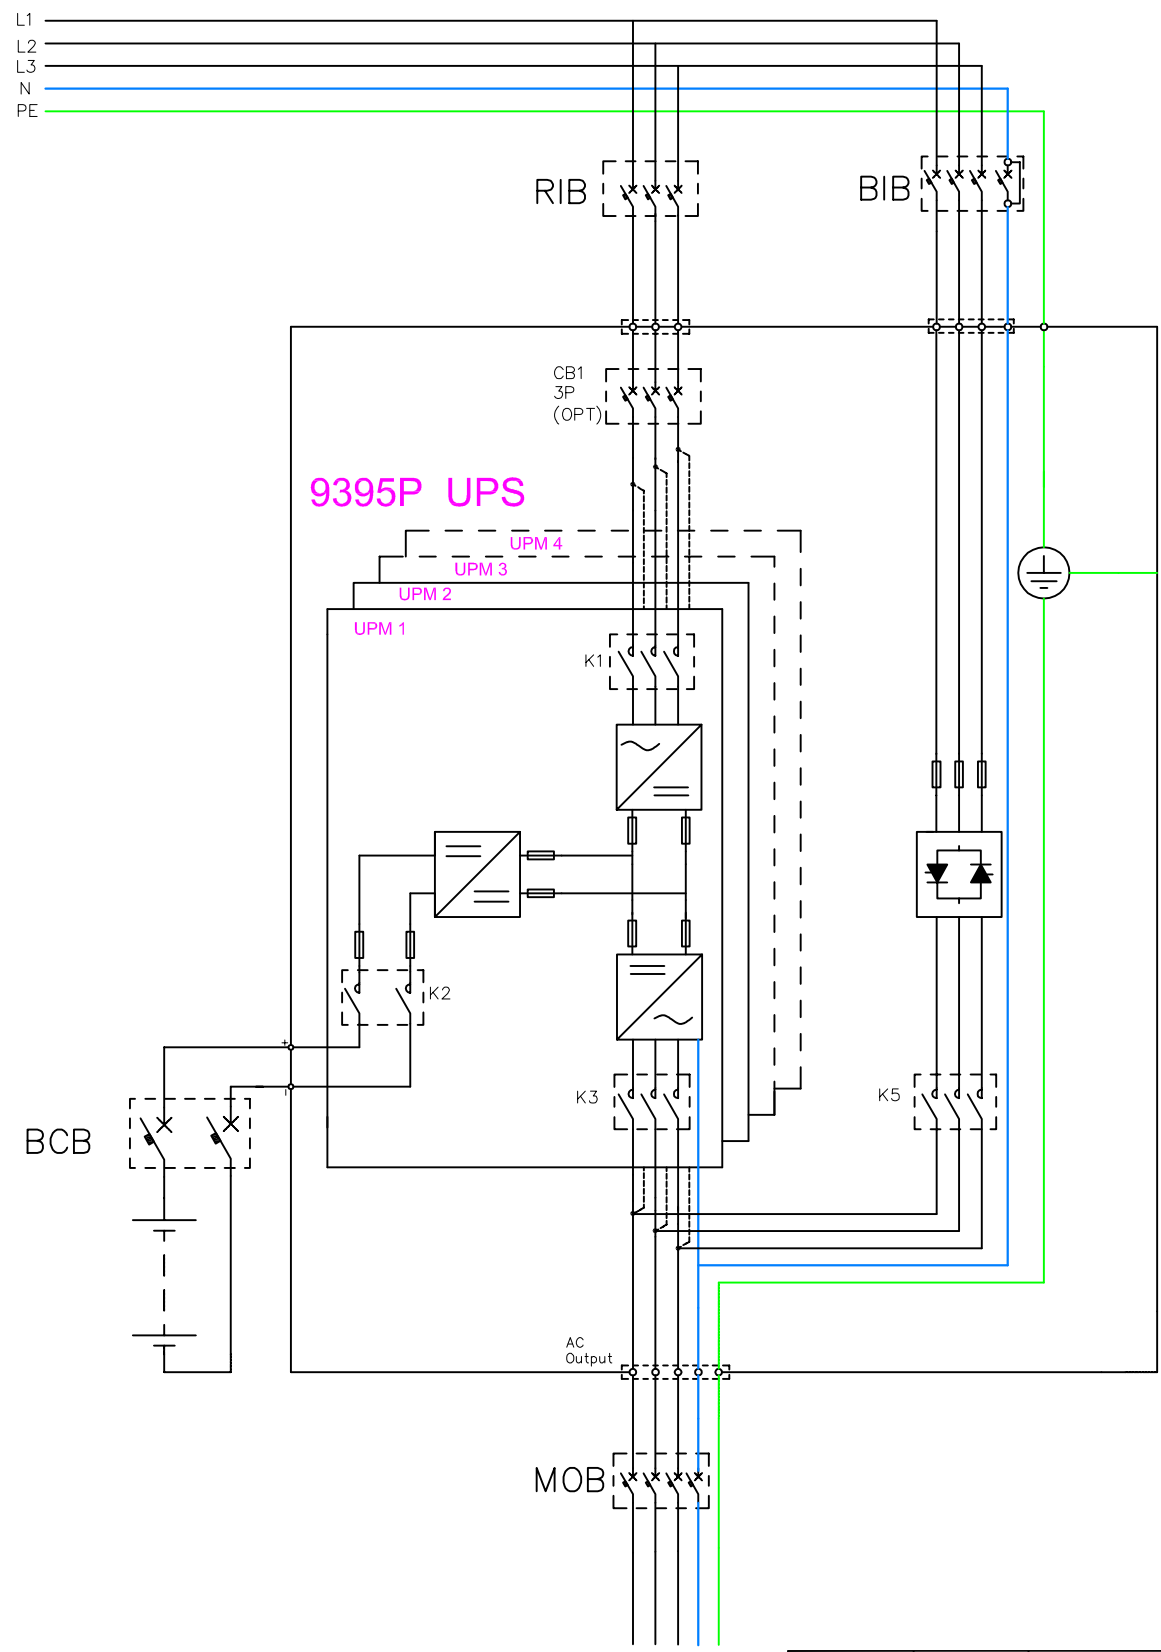 L1
L2
L3
N
PE
RIB
BIB
CB1
3P
(OPT)
9395P UPS
UPM 4
UPM 3
UPM 2
UPM 1
K1
K2
+
-
K3
K5
BCB
AC
Output
MOB